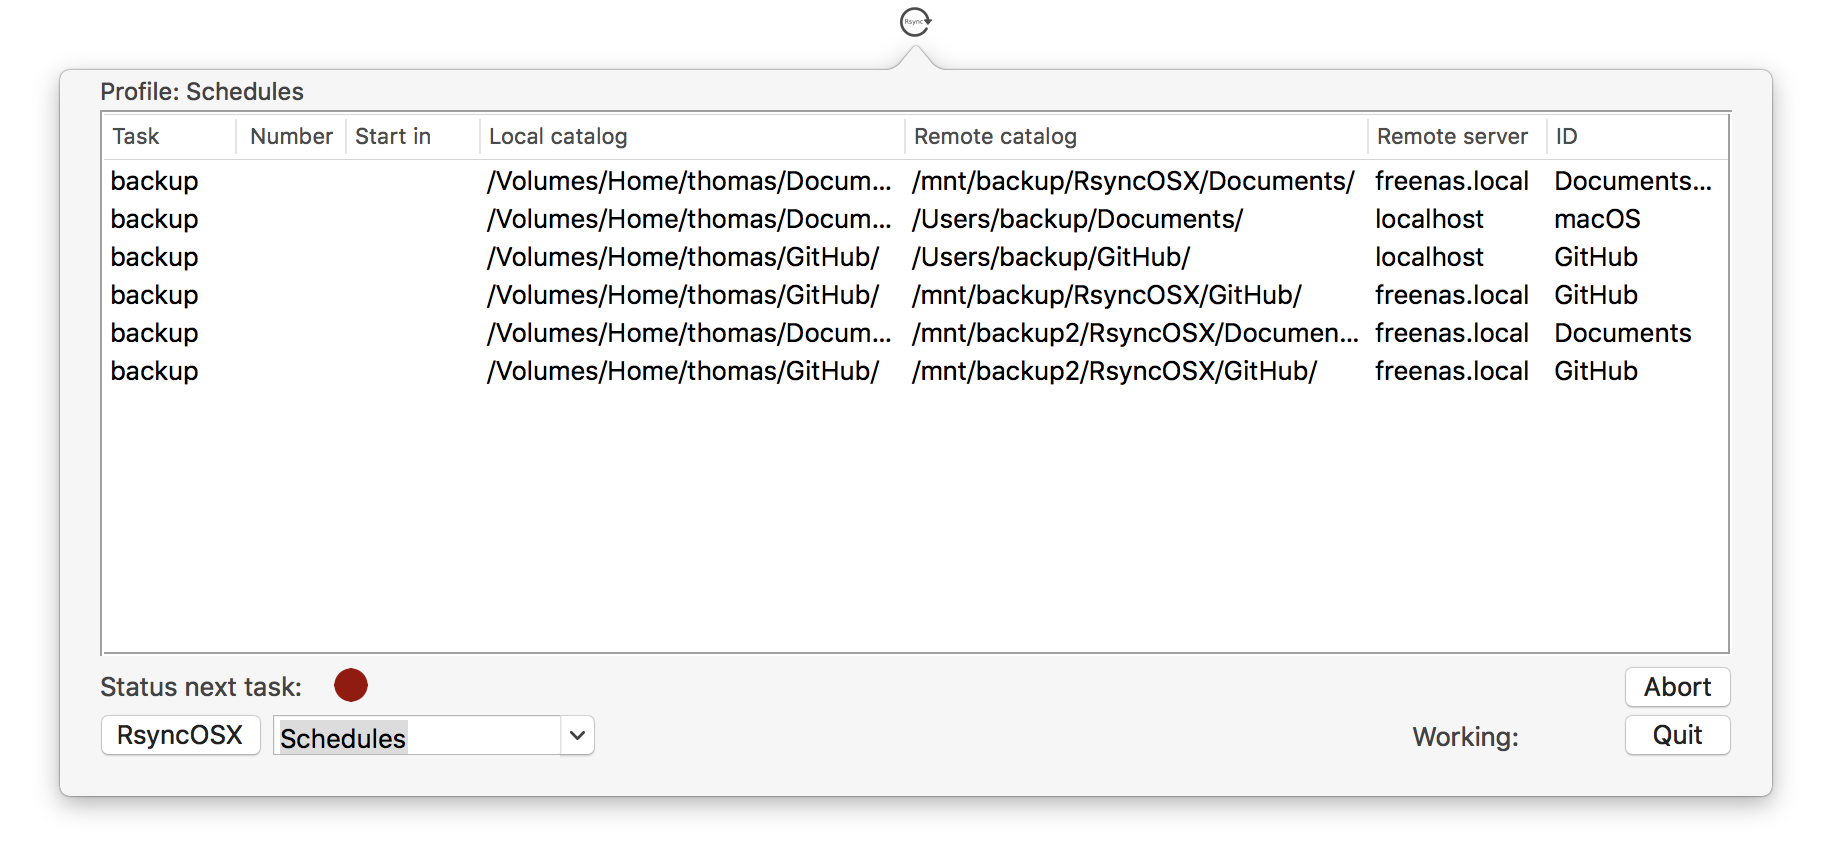 Rsync
Profile: Schedules
Task Number Start in Local catalog Remote catalog Remote server ID
backup /Volumes/Home/thomas/Docum... /mnt/backup/RsyncOSX/Documents/ freenas.local Documents...
backup /Volumes/Home/thomas/Docum... /Users/backup/Documents/ localhost macOS
backup /Volumes/Home/thomas/GitHub/ /Users/backup/GitHub/ localhost GitHub
backup /Volumes/Home/thomas/GitHub/ /mnt/backup/RsyncOSX/GitHub/ freenas.local GitHub
backup /Volumes/Home/thomas/Docum... /mnt/backup2/RsyncOSX/Documen... freenas.local Documents
backup /Volumes/Home/thomas/GitHub/ /mnt/backup2/RsyncOSX/GitHub/ freenas.local GitHub
Status next task: Abort
RsyncOSX Schedules Working: Quit